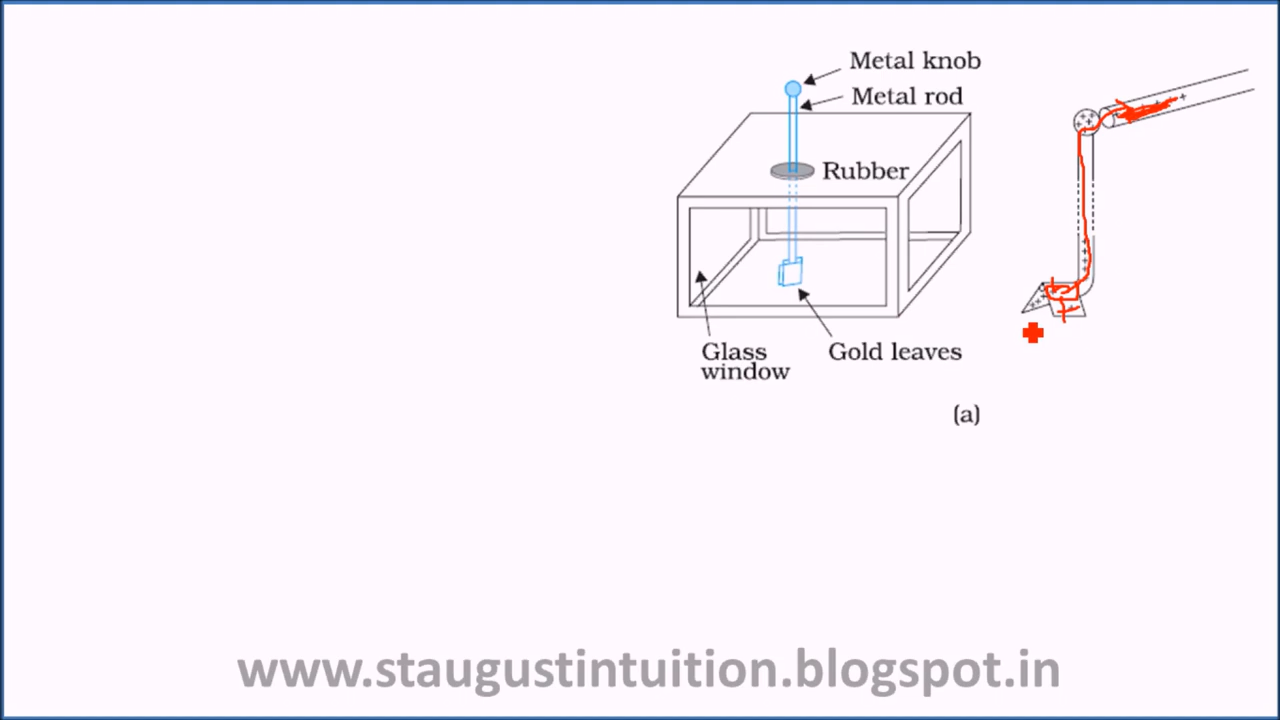 Metal knob
Metal rod
Rubber
Glass
window
Gold leaves
(a)
www.staugustintuition.blogspot.in